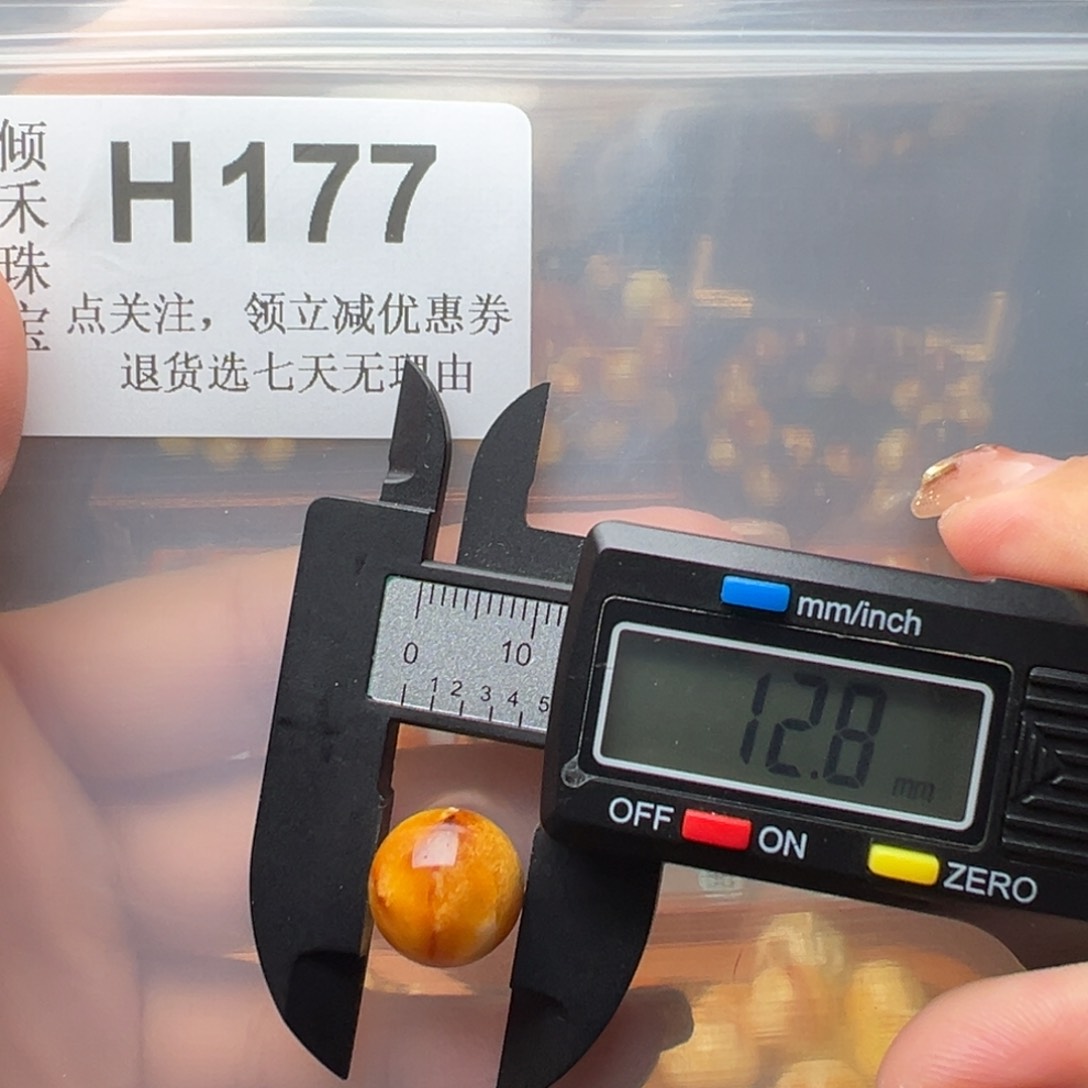 倾禾珠宝
H177
点关注，领立减优惠券
退货选七天无理由
mm/inch
0 10
1 2 3 4 5
12.8 mm
OFF ON
ZERO